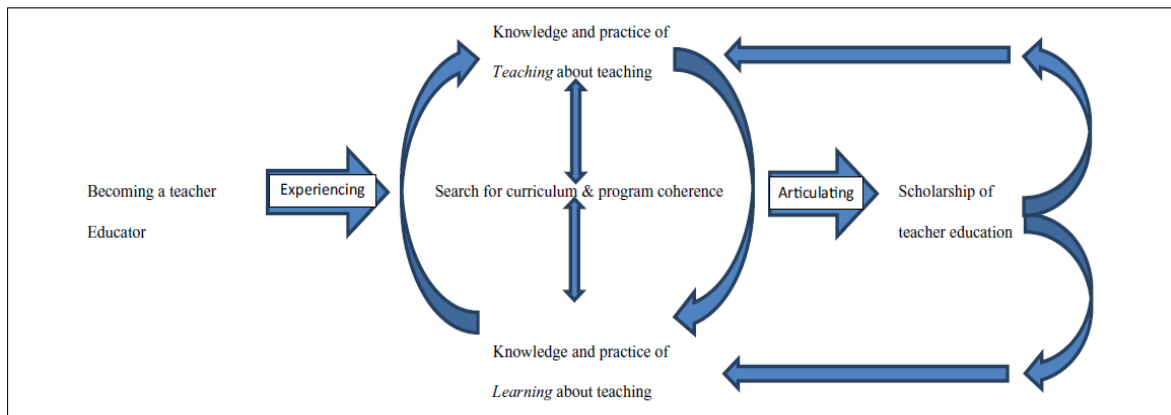 Knowledge and practice of
Teaching about teaching
Becoming a teacher
Educator
Experiencing
Search for curriculum & program coherence
Articulating
Scholarship of
teacher education
Knowledge and practice of
Learning about teaching